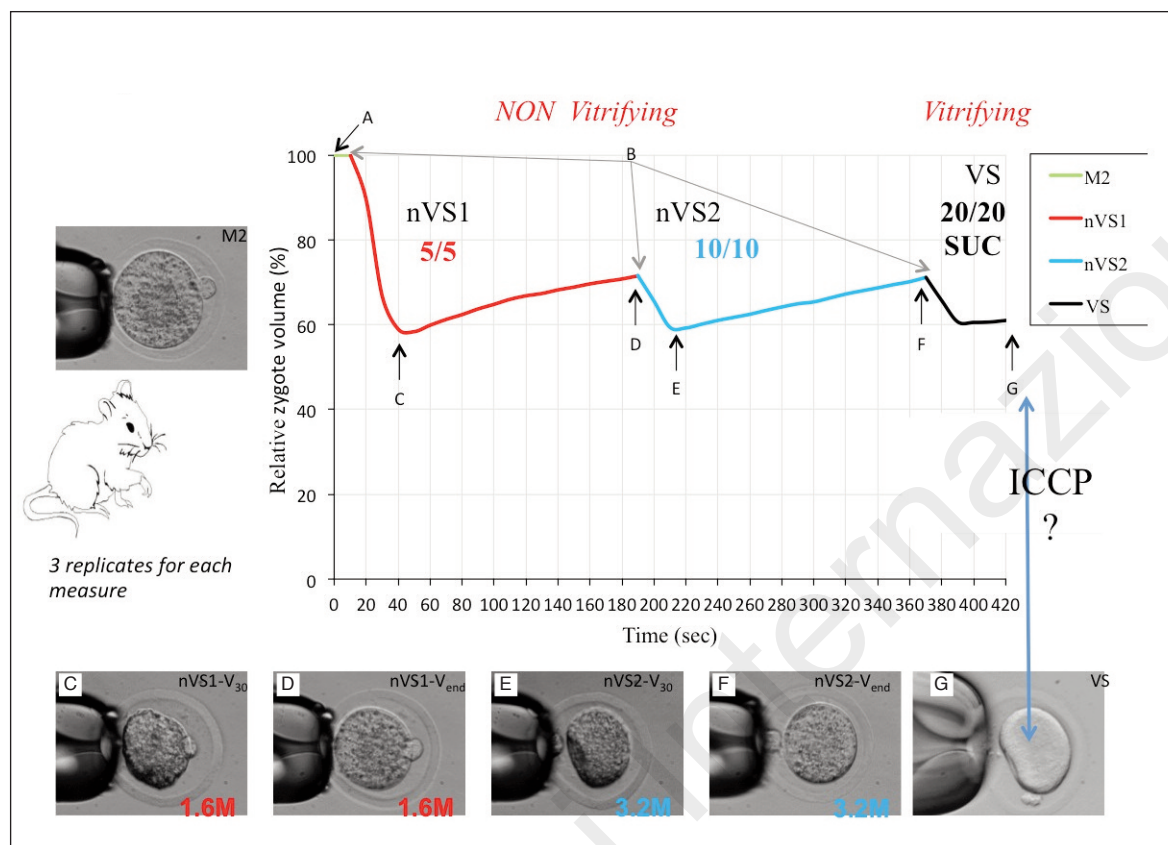 NON Vitrifying
Vitrifying
A
B
100
80
60
40
20
0
Relative zygote volume (%)
nVS1
5/5
nVS2
10/10
VS
20/20
SUC
C
D
E
F
G
M2
nVS1
nVS2
VS
M2
3 replicates for each
measure
ICCP
?
0 20 40 60 80 100 120 140 160 180 200 220 240 260 280 300 320 340 360 380 400 420
Time (sec)
C nVS1-V30
1.6M
D nVS1-Vend
1.6M
E nVS2-V30
3.2M
F nVS2-Vend
3.2M
G VS
nternazio